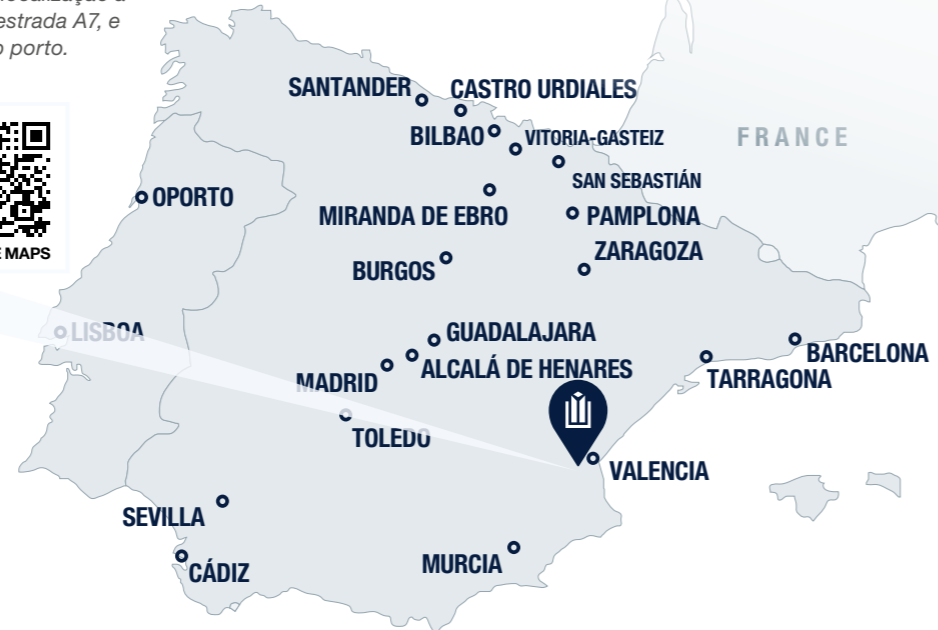 estrada A7, e
porto.
SANTANDER
CASTRO URDIALES
BILBAO
VITORIA-GASTEIZ
FRANCE
SAN SEBASTIÁN
OPORTO
MIRANDA DE EBRO
PAMPLONA
MAPS
ZARAGOZA
BURGOS
LISBOA
GUADALAJARA
BARCELONA
MADRID
ALCALÁ DE HENARES
TARRAGONA
TOLEDO
VALENCIA
SEVILLA
MURCIA
CÁDIZ